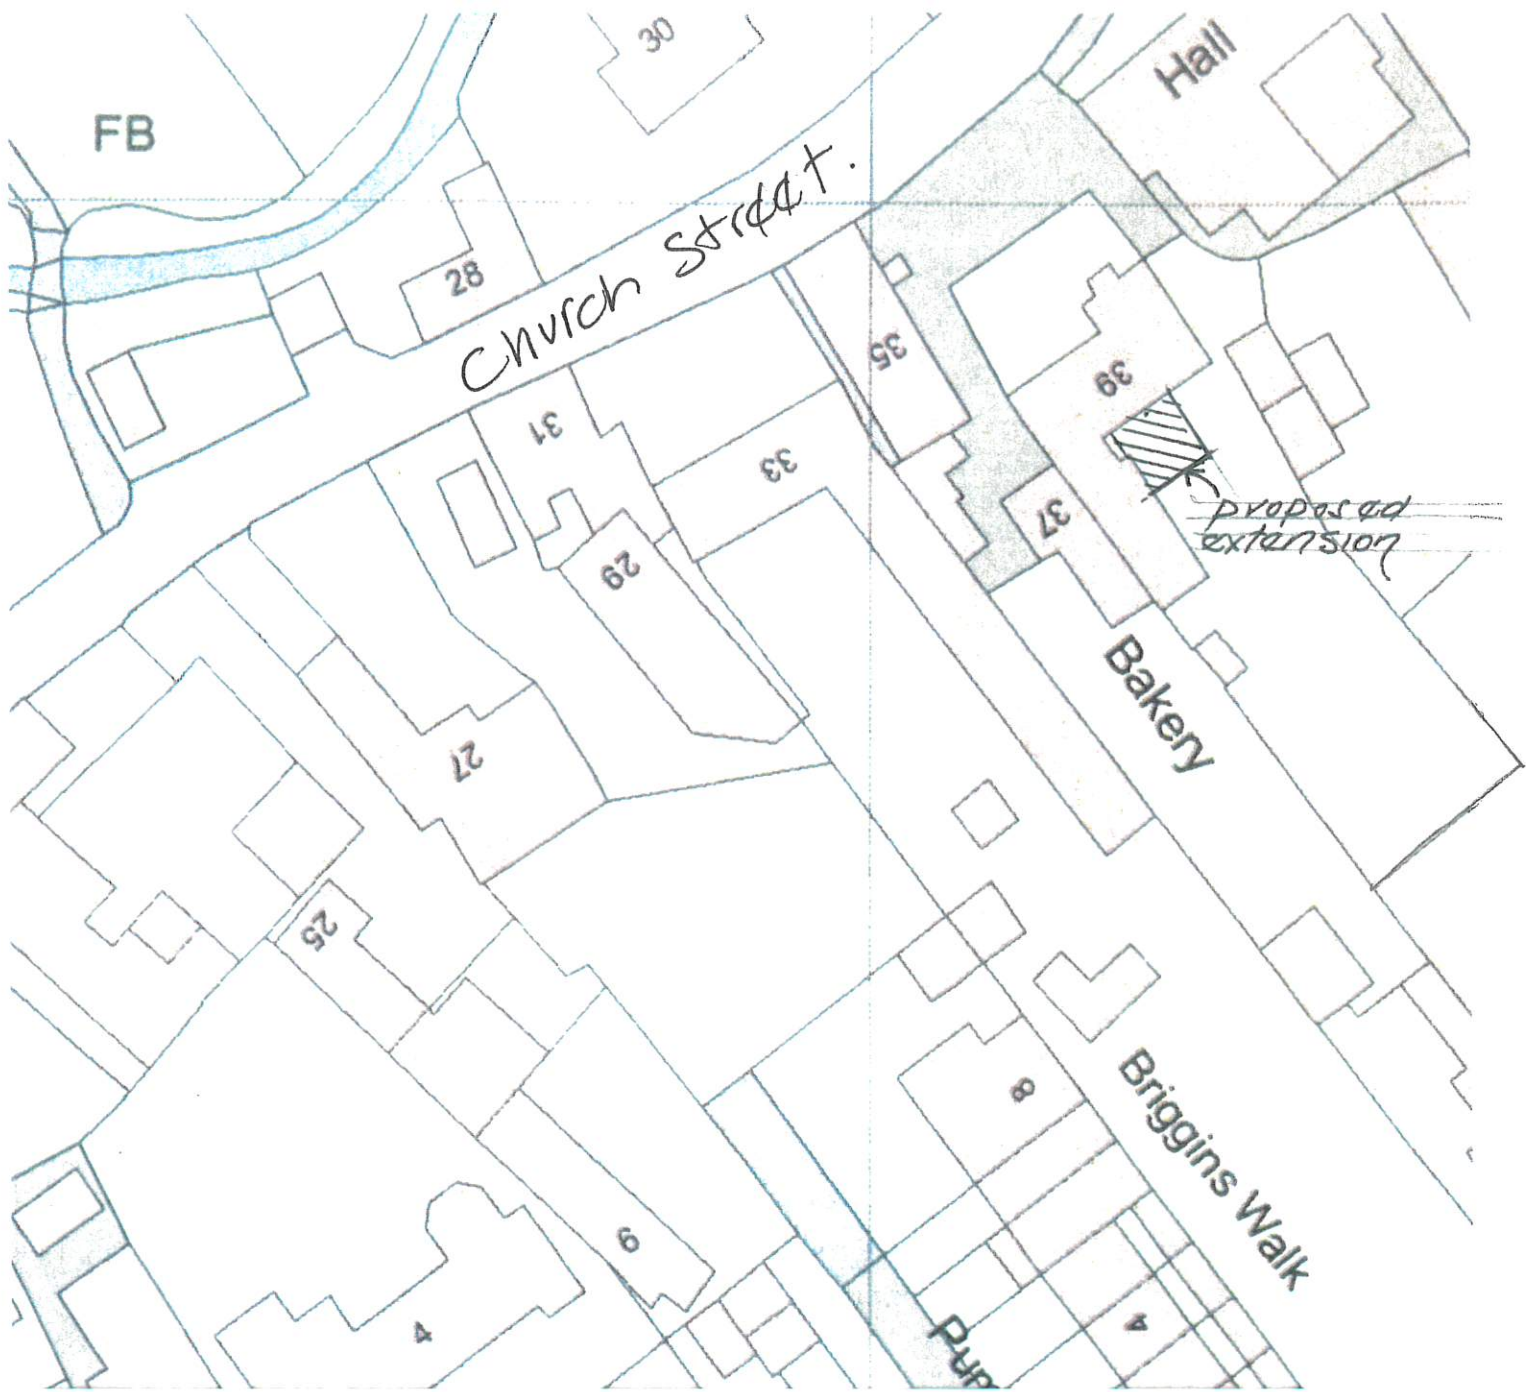 30
Hall
FB
Church Street.
28
35
39
31
33
proposed
extension
37
29
Bakery
27
25
8
Briggins Walk
6
4
4